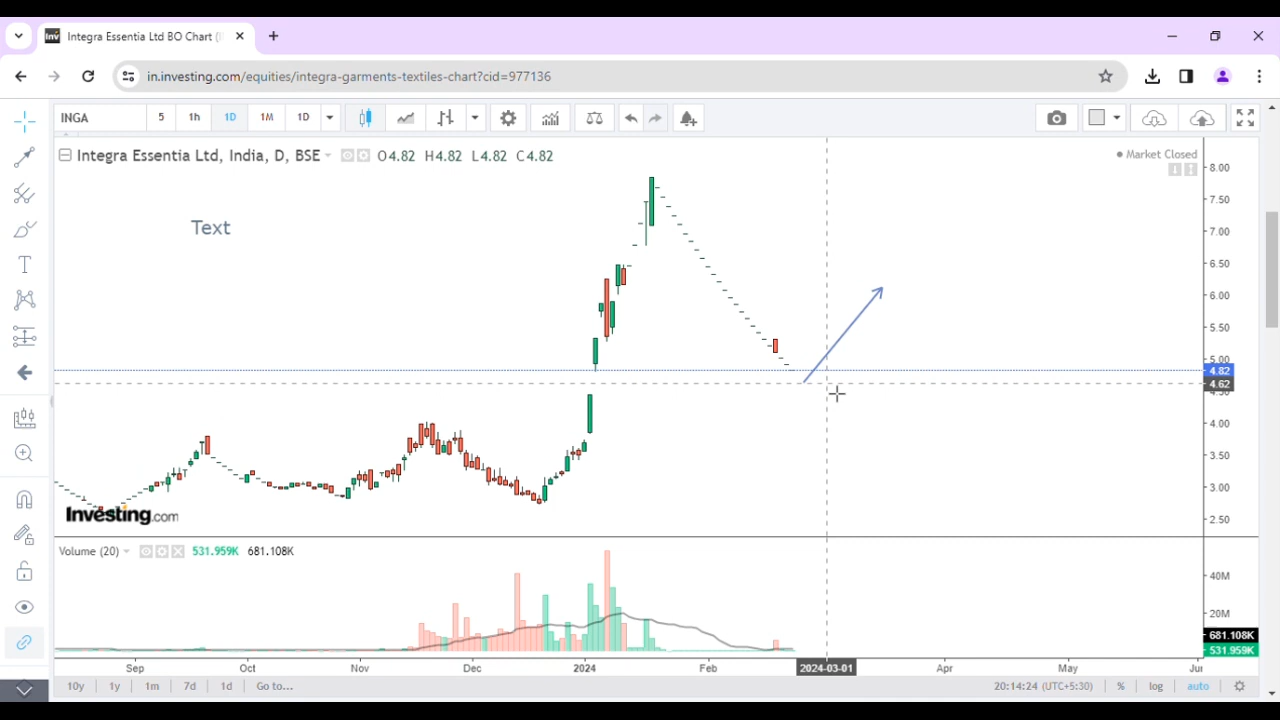 Integra Essentia Ltd BO Chart (I
in.investing.com/equities/integra-garments-textiles-chart?cid=977136
INGA 5 1h 1D 1M 1D
Integra Essentia Ltd, India, D, BSE O4.82 H4.82 L4.82 C4.82
Market Closed
Text
8.00
7.50
7.00
6.50
6.00
5.50
5.00
4.82
4.62
4.00
3.50
3.00
2.50
Investing.com
Volume (20) 531.959K 681.108K
40M
20M
681.108K
531.959K
Sep Oct Nov Dec 2024 Feb 2024-03-01 Apr May Jun
10y 1y 1m 7d 1d Go to... 20:14:24 (UTC+5:30) % log auto